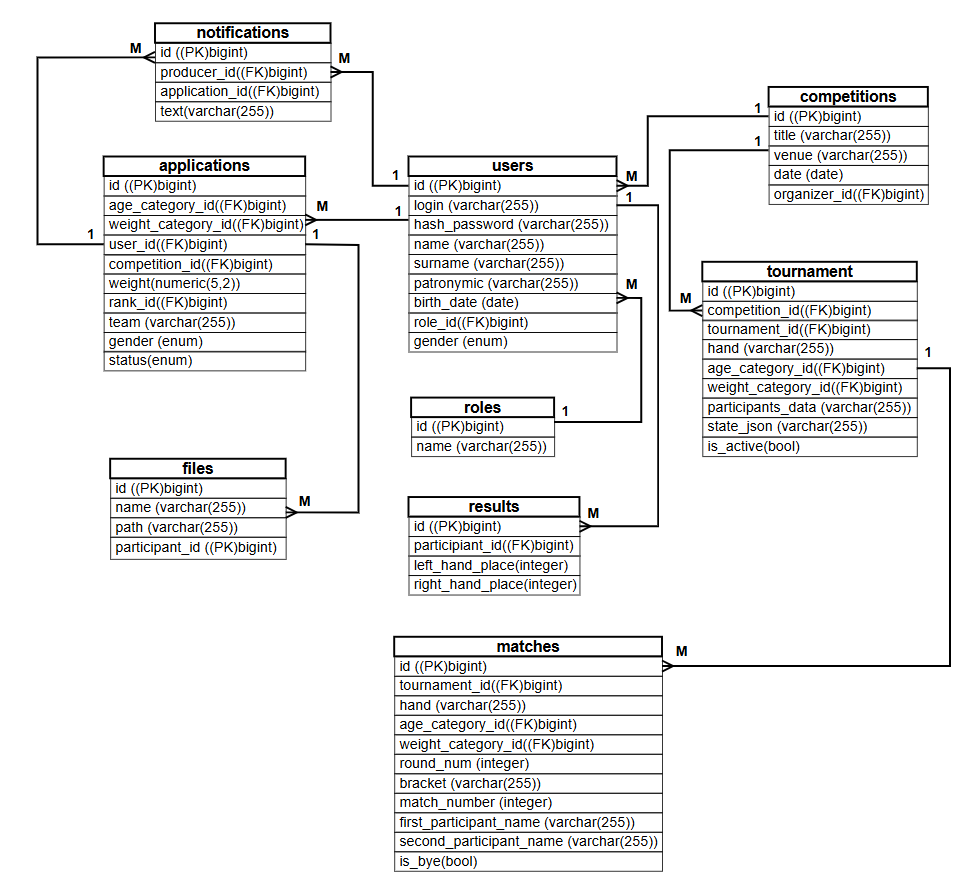 notifications
id ((PK)bigint)
producer_id((FK)bigint)
application_id((FK)bigint)
text(varchar(255))
M
M
competitions
id ((PK)bigint)
title (varchar(255))
venue (varchar(255))
date (date)
organizer_id((FK)bigint)
1
1
applications
id ((PK)bigint)
age_category_id((FK)bigint)
weight_category_id((FK)bigint)
user_id((FK)bigint)
competition_id((FK)bigint)
weight(numeric(5,2))
rank_id((FK)bigint)
team (varchar(255))
gender (enum)
status(enum)
1
M
1
users
id ((PK)bigint)
login (varchar(255))
hash_password (varchar(255))
name (varchar(255))
surname (varchar(255))
patronymic (varchar(255))
birth_date (date)
role_id((FK)bigint)
gender (enum)
1
1
M
1
M
tournament
id ((PK)bigint)
competition_id((FK)bigint)
tournament_id((FK)bigint)
hand (varchar(255))
age_category_id((FK)bigint)
weight_category_id((FK)bigint)
participants_data (varchar(255))
state_json (varchar(255))
is_active(bool)
M
1
roles
id ((PK)bigint)
name (varchar(255))
1
files
id ((PK)bigint)
name (varchar(255))
path (varchar(255))
participant_id ((PK)bigint)
M
results
id ((PK)bigint)
participiant_id((FK)bigint)
left_hand_place(integer)
right_hand_place(integer)
M
matches
id ((PK)bigint)
tournament_id((FK)bigint)
hand (varchar(255))
age_category_id((FK)bigint)
weight_category_id((FK)bigint)
round_num (integer)
bracket (varchar(255))
match_number (integer)
first_participant_name (varchar(255))
second_participant_name (varchar(255))
is_bye(bool)
M